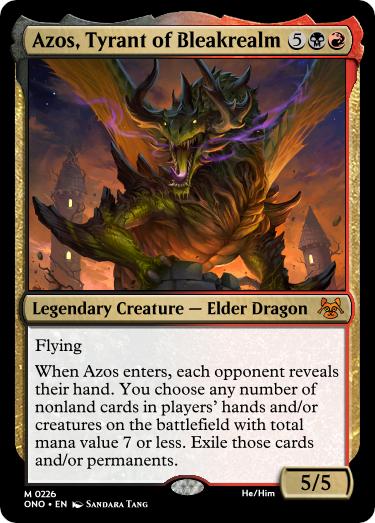 Azos, Tyrant of Bleakrealm 5
Legendary Creature — Elder Dragon
Flying
When Azos enters, each opponent reveals
their hand. You choose any number of
nonland cards in players' hands and/or
creatures on the battlefield with total
mana value 7 or less. Exile those cards
and/or permanents.
5/5
M 0226
He/Him
ONO • EN Sandara Tang